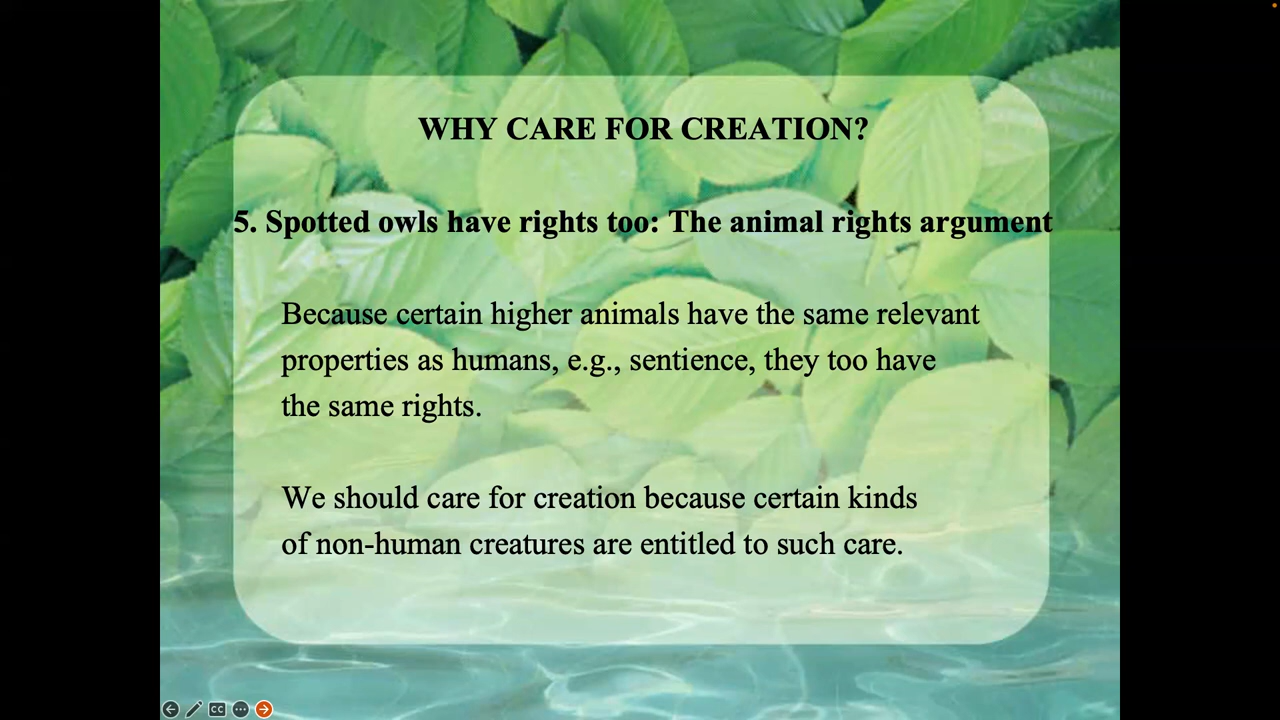 WHY CARE FOR CREATION?
5. Spotted owls have rights too: The animal rights argument
Because certain higher animals have the same relevant
properties as humans, e.g., sentience, they too have
the same rights.
We should care for creation because certain kinds
of non-human creatures are entitled to such care.
CC